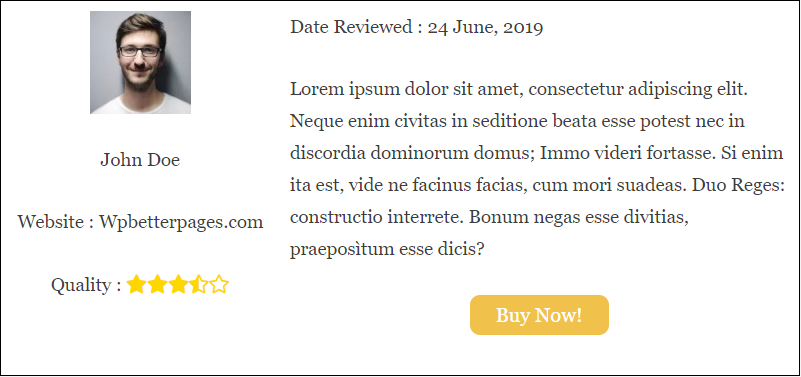 John Doe
Website : Wpbetterpages.com
Quality :
Date Reviewed : 24 June, 2019
Lorem ipsum dolor sit amet, consectetur adipiscing elit.
Neque enim civitas in seditione beata esse potest nec in
discordia dominorum domus; Immo videri fortasse. Si enim
ita est, vide ne facinus facias, cum mori suadeas. Duo Reges:
constructio interrete. Bonum negas esse divitias,
praeposìtum esse dicis?
Buy Now!